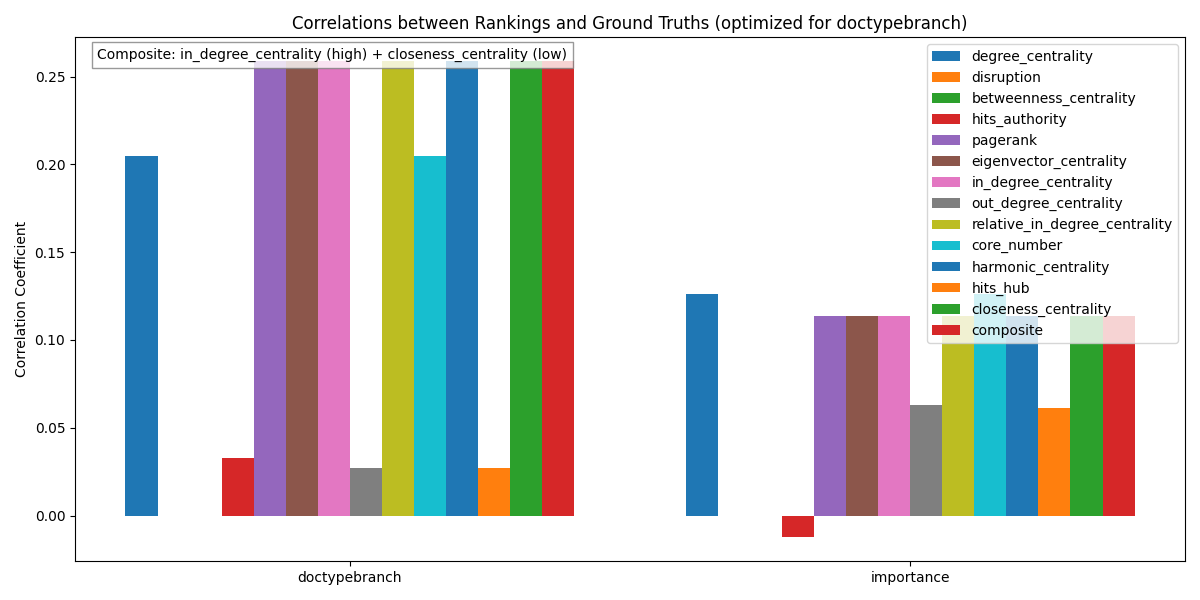 Correlations between Rankings and Ground Truths (optimized for doctypebranch)
Composite: in_degree_centrality (high) + closeness_centrality (low)
Correlation Coefficient
0.25
0.20
0.15
0.10
0.05
0.00
doctypebranch
importance
degree_centrality
disruption
betweenness_centrality
hits_authority
pagerank
eigenvector_centrality
in_degree_centrality
out_degree_centrality
relative_in_degree_centrality
core_number
harmonic_centrality
hits_hub
closeness_centrality
composite